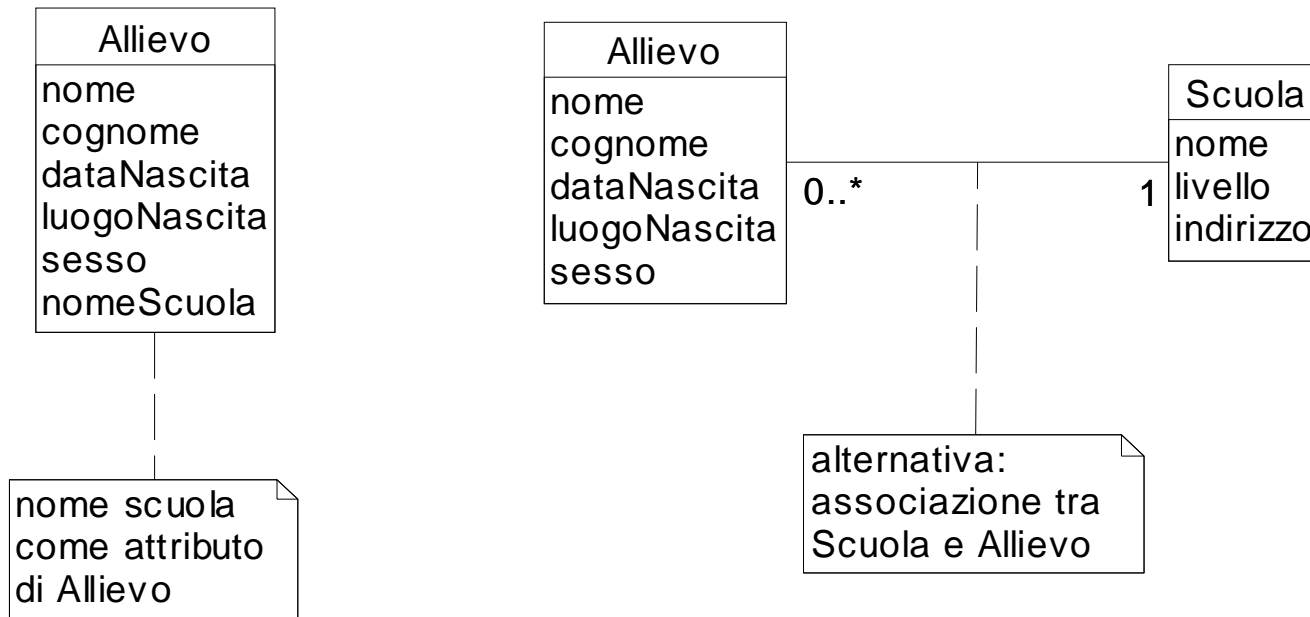 Allievo
nome
cognome
dataNascita
luogoNascita
sesso
nomeScuola
nome scuola
come attributo
di Allievo
Allievo
nome
cognome
dataNascita
luogoNascita
sesso
0..*
1
Scuola
nome
livello
indirizzo
alternativa:
associazione tra
Scuola e Allievo